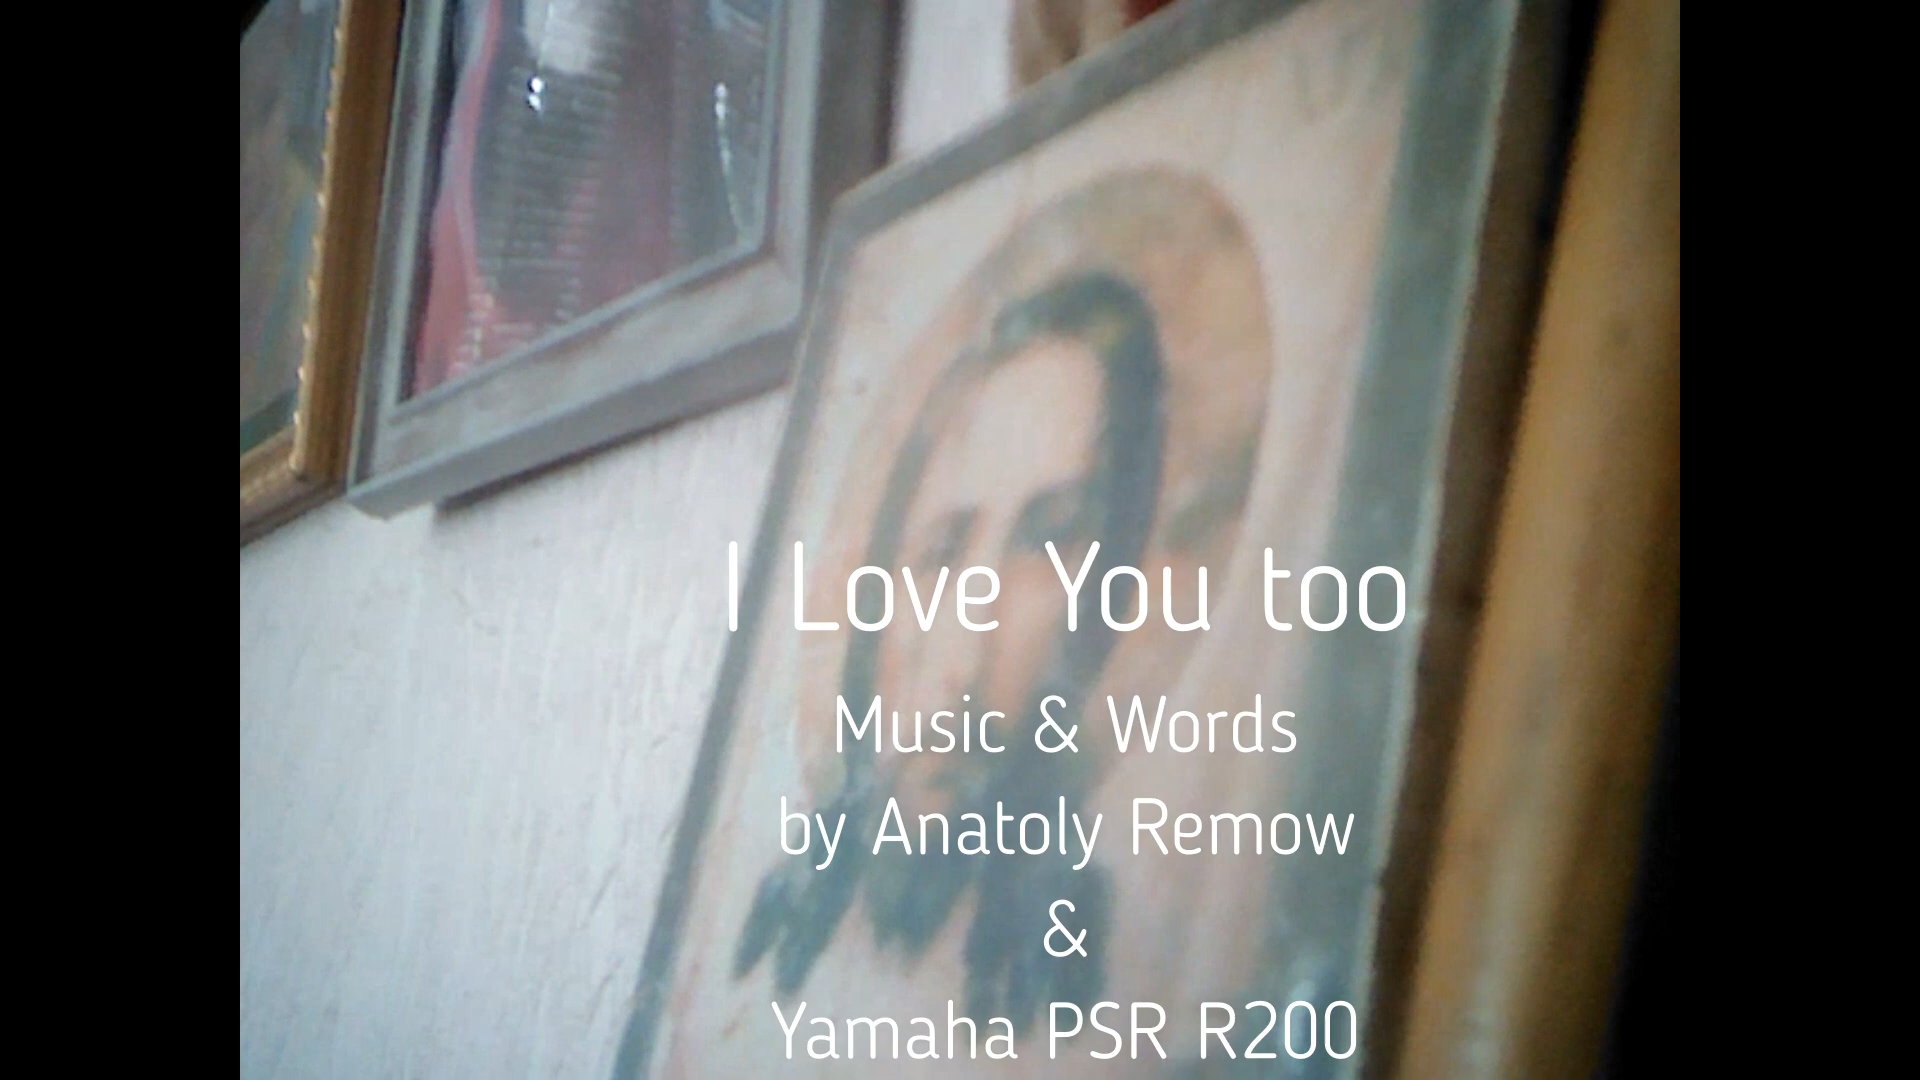 I Love You too
Music & Words
by Anatoly Remow
&
Yamaha PSR R200